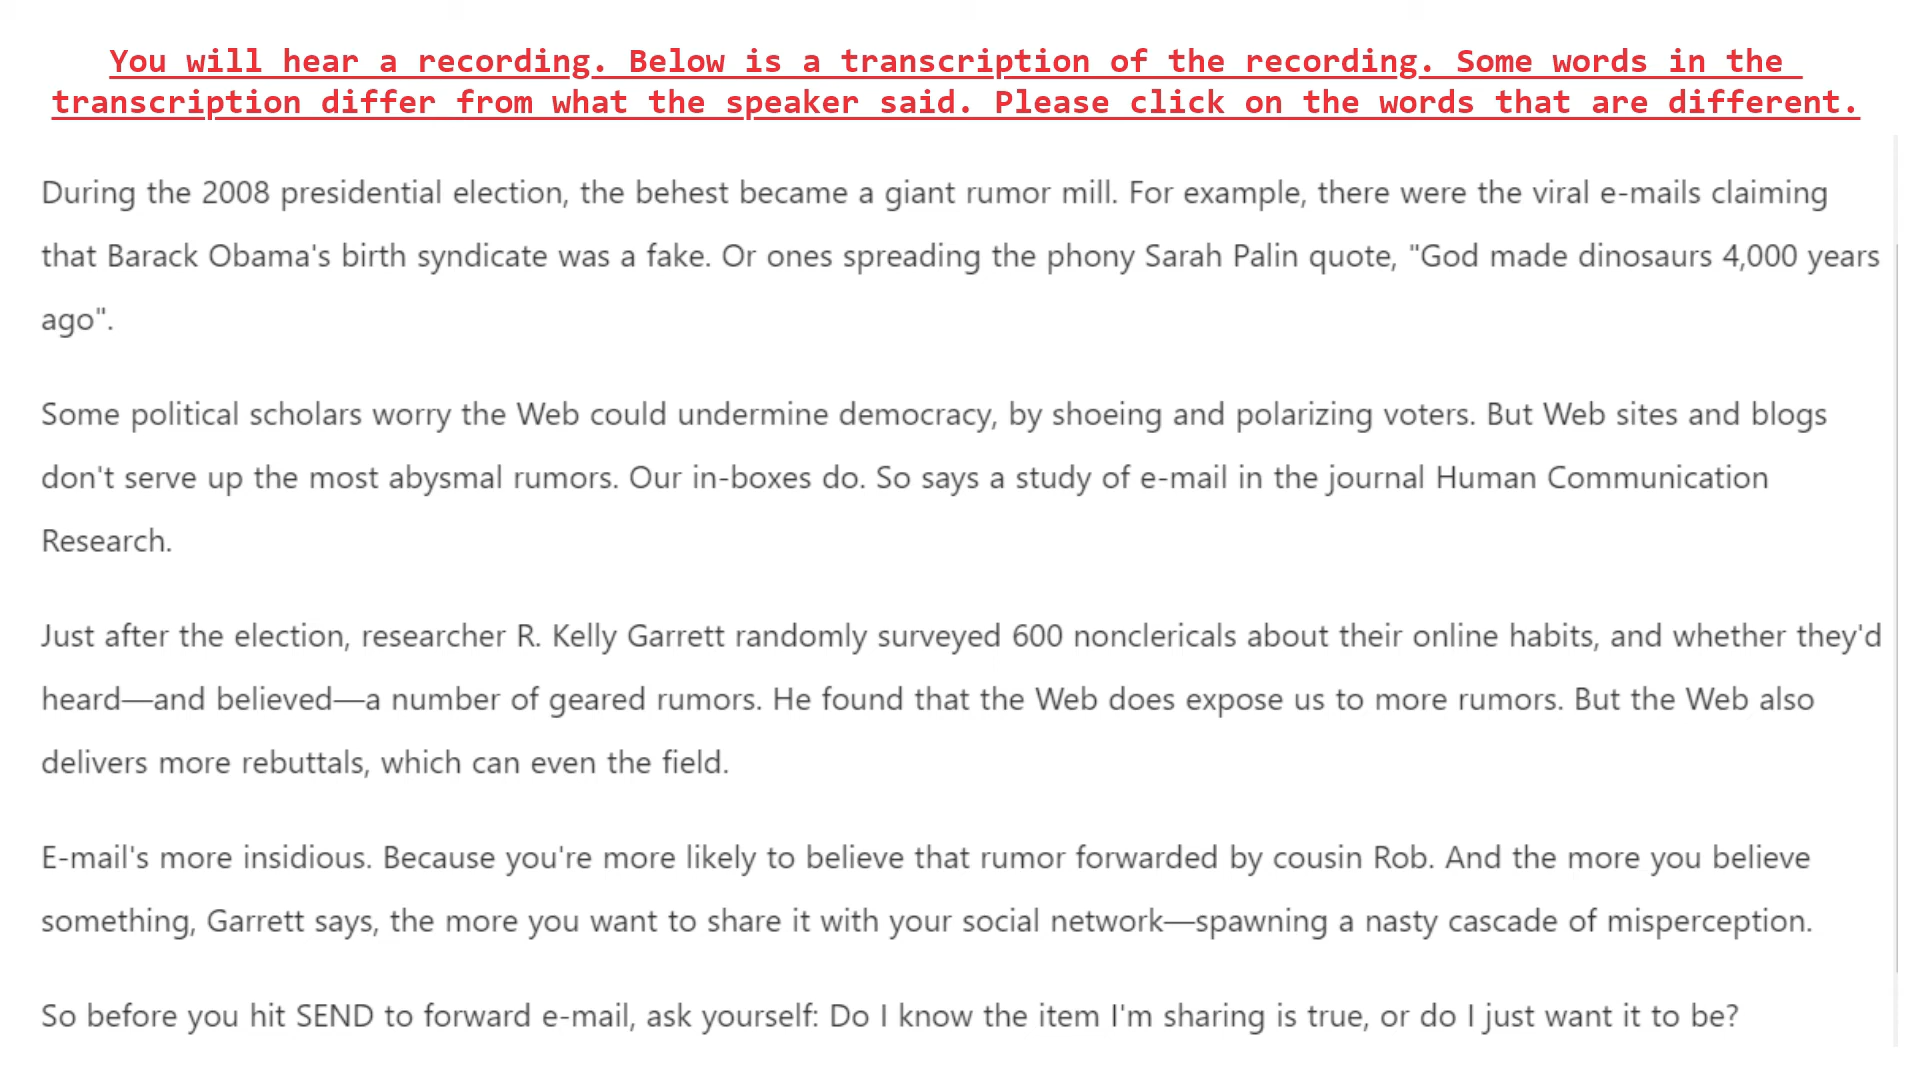 You will hear a recording. Below is a transcription of the recording. Some words in the
transcription differ from what the speaker said. Please click on the words that are different.
During the 2008 presidential election, the behest became a giant rumor mill. For example, there were the viral e-mails claiming
that Barack Obama's birth syndicate was a fake. Or ones spreading the phony Sarah Palin quote, "God made dinosaurs 4,000 years
ago".
Some political scholars worry the Web could undermine democracy, by shoeing and polarizing voters. But Web sites and blogs
don't serve up the most abysmal rumors. Our in-boxes do. So says a study of e-mail in the journal Human Communication
Research.
Just after the election, researcher R. Kelly Garrett randomly surveyed 600 nonclericals about their online habits, and whether they'd
heard—and believed—a number of geared rumors. He found that the Web does expose us to more rumors. But the Web also
delivers more rebuttals, which can even the field.
E-mail's more insidious. Because you're more likely to believe that rumor forwarded by cousin Rob. And the more you believe
something, Garrett says, the more you want to share it with your social network—spawning a nasty cascade of misperception.
So before you hit SEND to forward e-mail, ask yourself: Do I know the item I'm sharing is true, or do I just want it to be?